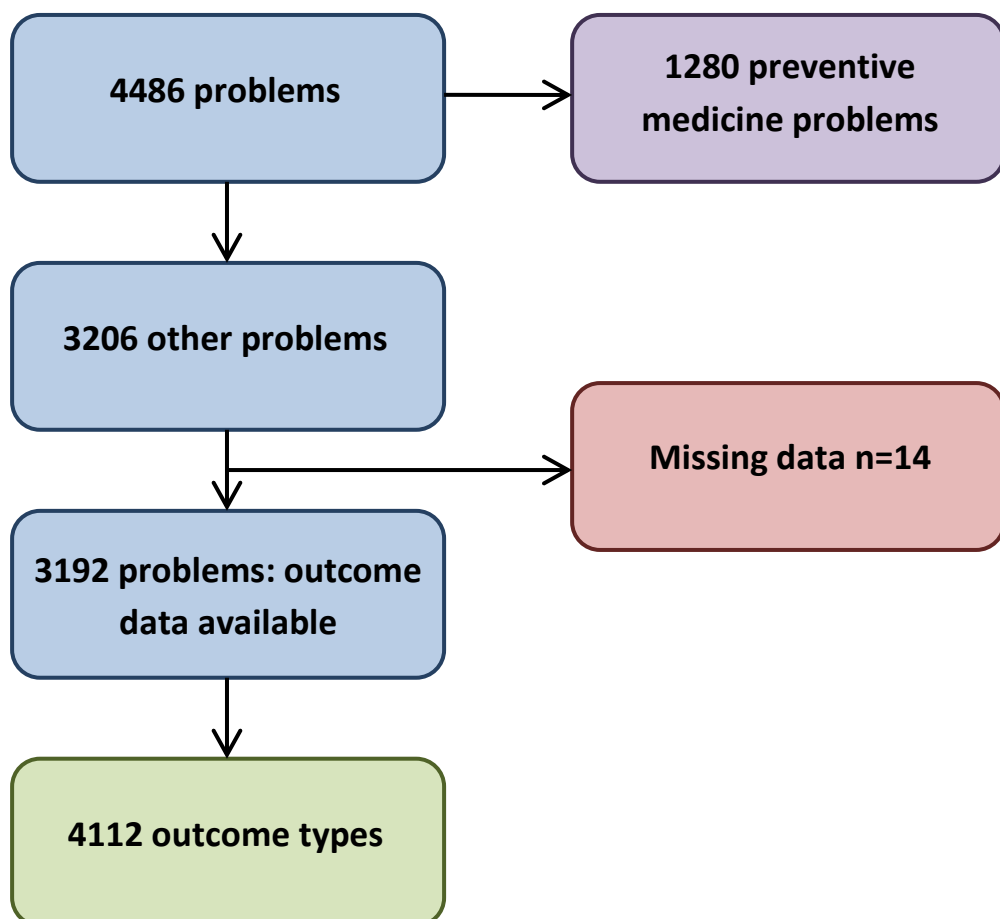 4486 problems
1280 preventive
medicine problems
3206 other problems
Missing data n=14
3192 problems: outcome
data available
4112 outcome types